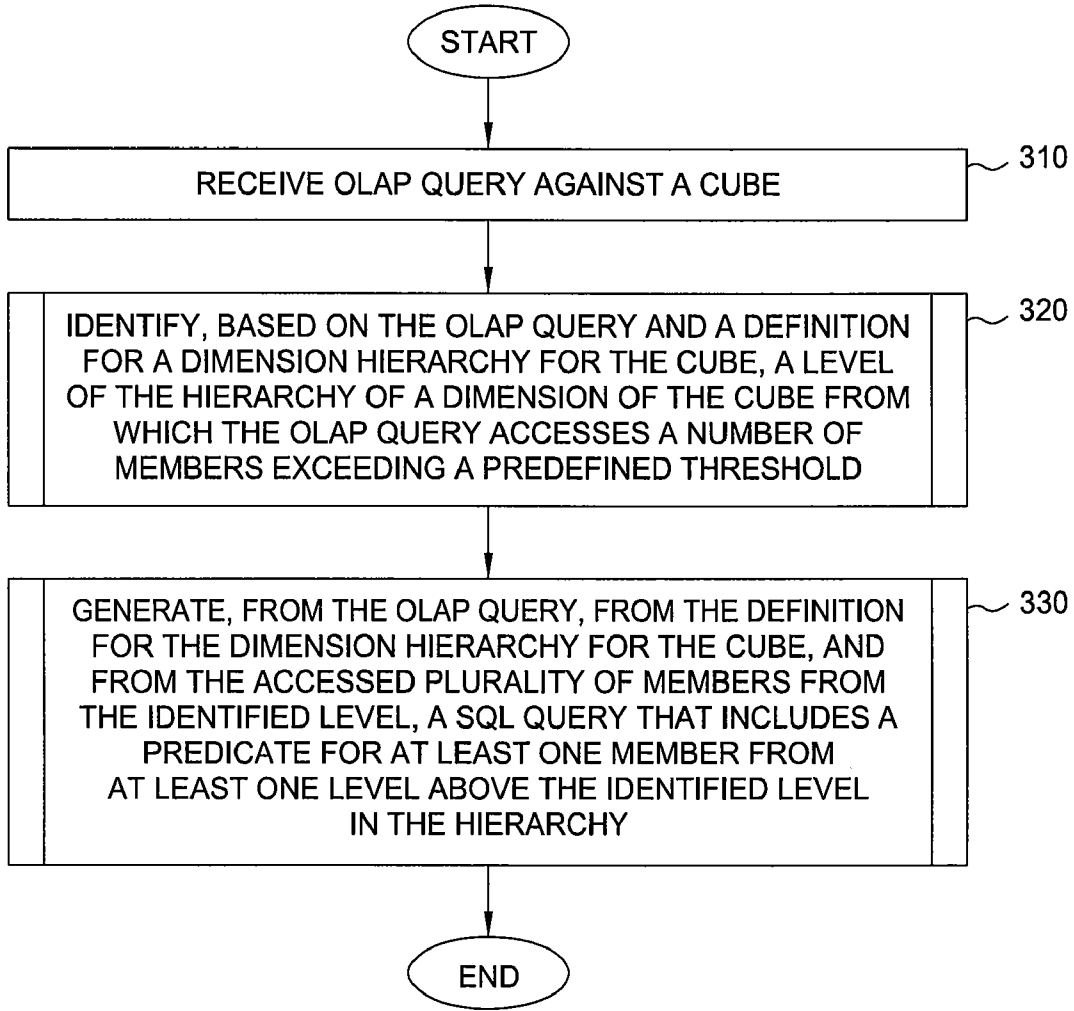 START
RECEIVE OLAP QUERY AGAINST A CUBE
310
IDENTIFY, BASED ON THE OLAP QUERY AND A DEFINITION
FOR A DIMENSION HIERARCHY FOR THE CUBE, A LEVEL
OF THE HIERARCHY OF A DIMENSION OF THE CUBE FROM
WHICH THE OLAP QUERY ACCESSES A NUMBER OF
MEMBERS EXCEEDING A PREDEFINED THRESHOLD
320
GENERATE, FROM THE OLAP QUERY, FROM THE DEFINITION
FOR THE DIMENSION HIERARCHY FOR THE CUBE, AND
FROM THE ACCESSED PLURALITY OF MEMBERS FROM
THE IDENTIFIED LEVEL, A SQL QUERY THAT INCLUDES A
PREDICATE FOR AT LEAST ONE MEMBER FROM
AT LEAST ONE LEVEL ABOVE THE IDENTIFIED LEVEL
IN THE HIERARCHY
330
END